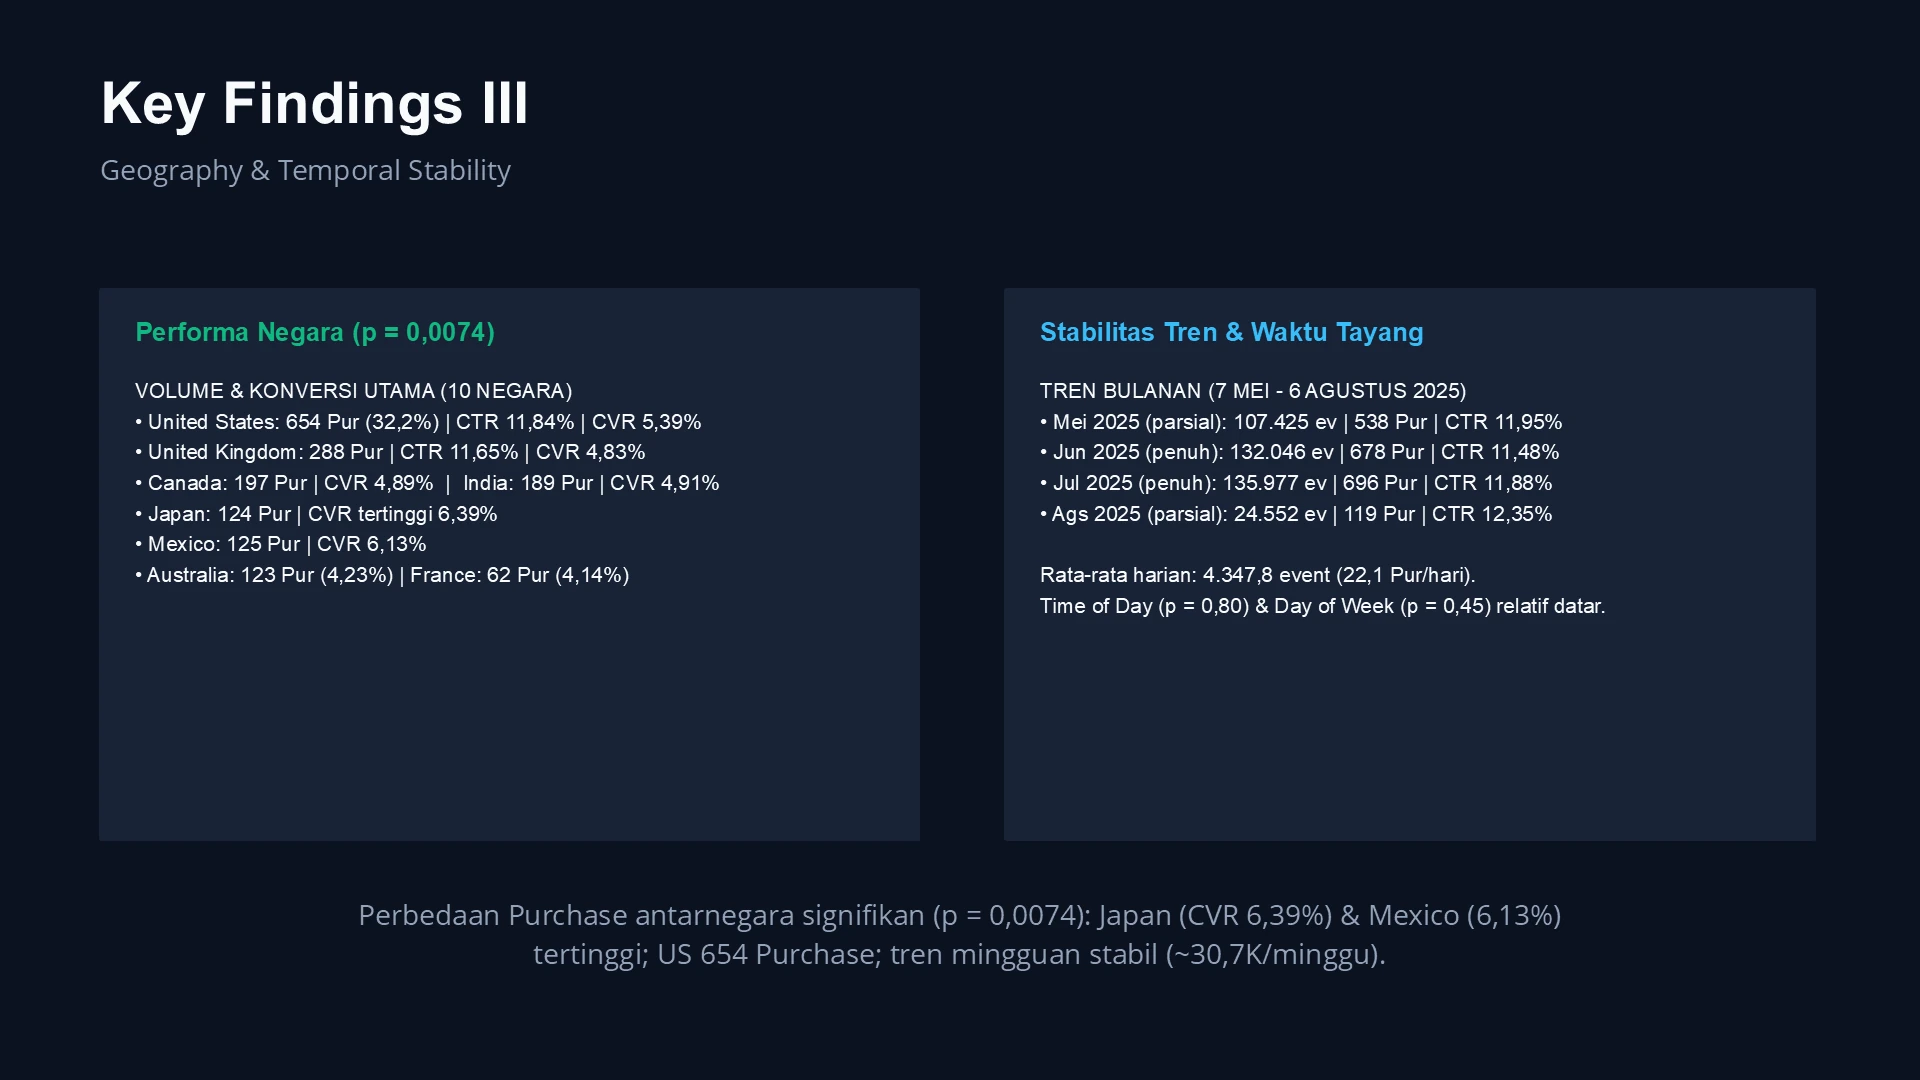 Key Findings III
Geography & Temporal Stability
Performa Negara (p = 0,0074)
VOLUME & KONVERSI UTAMA (10 NEGARA)
• United States: 654 Pur (32,2%) | CTR 11,84% | CVR 5,39%
• United Kingdom: 288 Pur | CTR 11,65% | CVR 4,83%
• Canada: 197 Pur | CVR 4,89%  |  India: 189 Pur | CVR 4,91%
• Japan: 124 Pur | CVR tertinggi 6,39%
• Mexico: 125 Pur | CVR 6,13%
• Australia: 123 Pur (4,23%) | France: 62 Pur (4,14%)
Stabilitas Tren & Waktu Tayang
TREN BULANAN (7 MEI - 6 AGUSTUS 2025)
• Mei 2025 (parsial): 107.425 ev | 538 Pur | CTR 11,95%
• Jun 2025 (penuh): 132.046 ev | 678 Pur | CTR 11,48%
• Jul 2025 (penuh): 135.977 ev | 696 Pur | CTR 11,88%
• Ags 2025 (parsial): 24.552 ev | 119 Pur | CTR 12,35%
Rata-rata harian: 4.347,8 event (22,1 Pur/hari).
Time of Day (p = 0,80) & Day of Week (p = 0,45) relatif datar.
Perbedaan Purchase antarnegara signifikan (p = 0,0074): Japan (CVR 6,39%) & Mexico (6,13%)
tertinggi; US 654 Purchase; tren mingguan stabil (~30,7K/minggu).